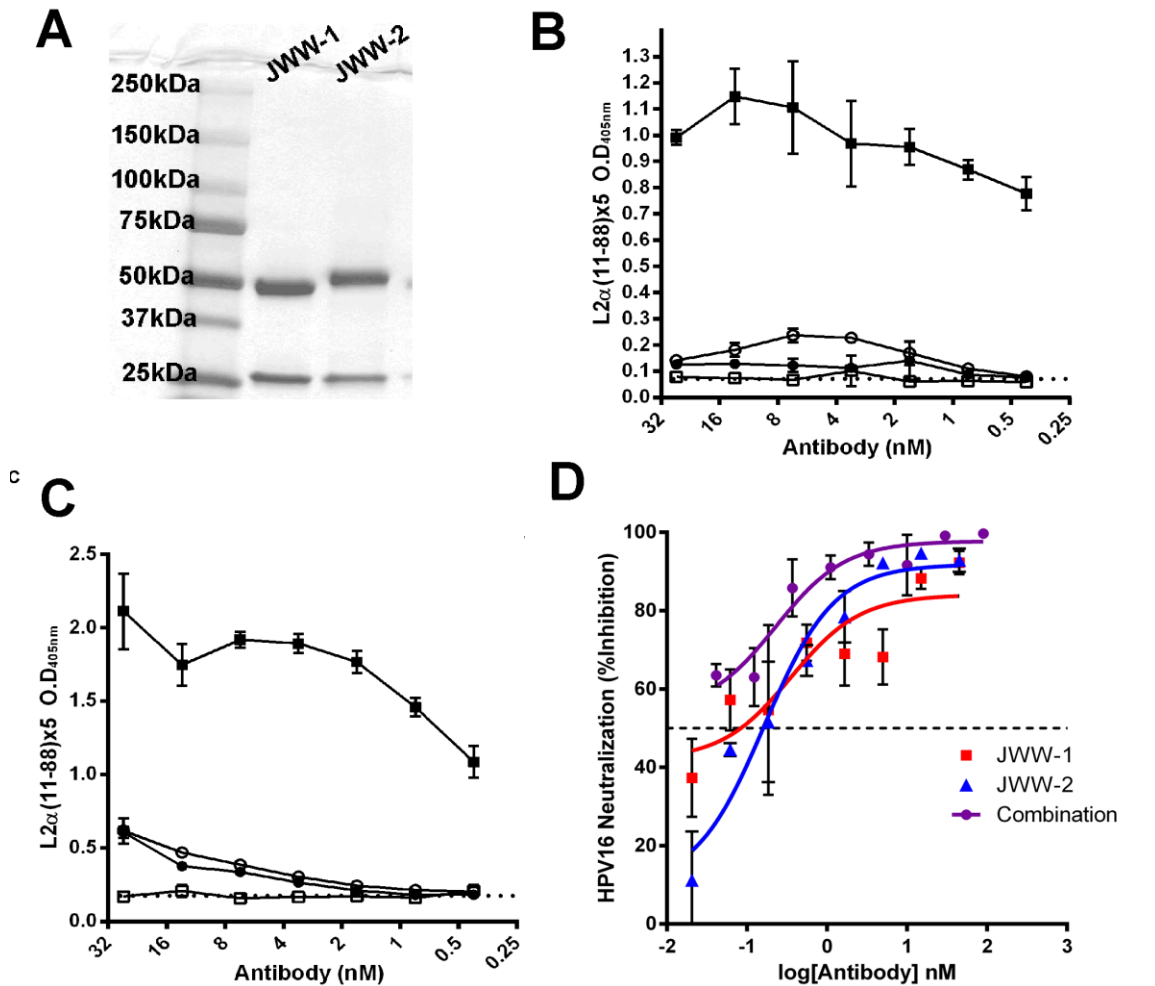 A
JWW-1
JWW-2
250kDa
150kDa
100kDa
75kDa
50kDa
37kDa
25kDa
B
L2α(11-88)x5 O.D405nm
1.3
1.2
1.1
1.0
0.9
0.8
0.7
0.6
0.5
0.4
0.3
0.2
0.1
0.0
32
16
8
4
2
1
0.5
0.25
Antibody (nM)
c
C
L2α(11-88)x5 O.D405nm
2.5
2.0
1.5
1.0
0.5
0.0
32
16
8
4
2
1
0.5
0.25
Antibody (nM)
D
HPV16 Neutralization (%Inhibition)
100
80
60
40
20
0
JWW-1
JWW-2
Combination
-2
-1
0
1
2
3
log[Antibody] nM